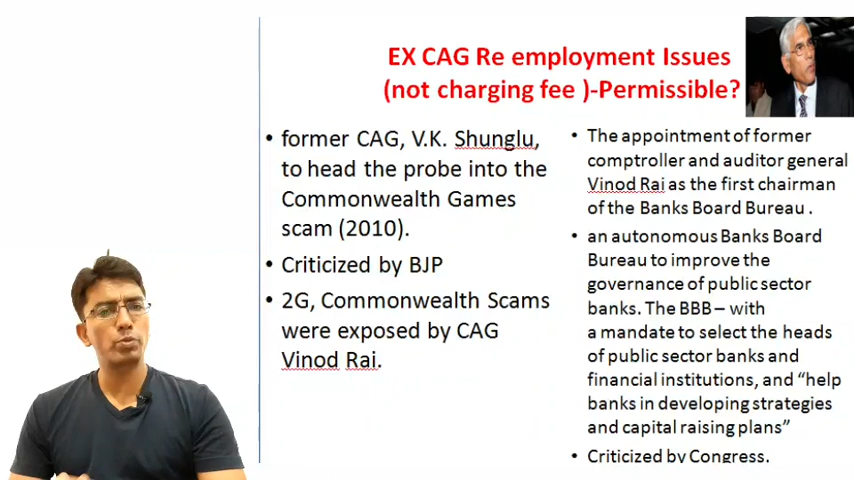 EX CAG Re employment Issues
(not charging fee )-Permissible?
• former CAG, V.K. Shunglu,
to head the probe into the
Commonwealth Games
scam (2010).
• Criticized by BJP
• 2G, Commonwealth Scams
were exposed by CAG
Vinod Rai.
• The appointment of former
comptroller and auditor general
Vinod Rai as the first chairman
of the Banks Board Bureau .
• an autonomous Banks Board
Bureau to improve the
governance of public sector
banks. The BBB – with
a mandate to select the heads
of public sector banks and
financial institutions, and “help
banks in developing strategies
and capital raising plans”
• Criticized by Congress.